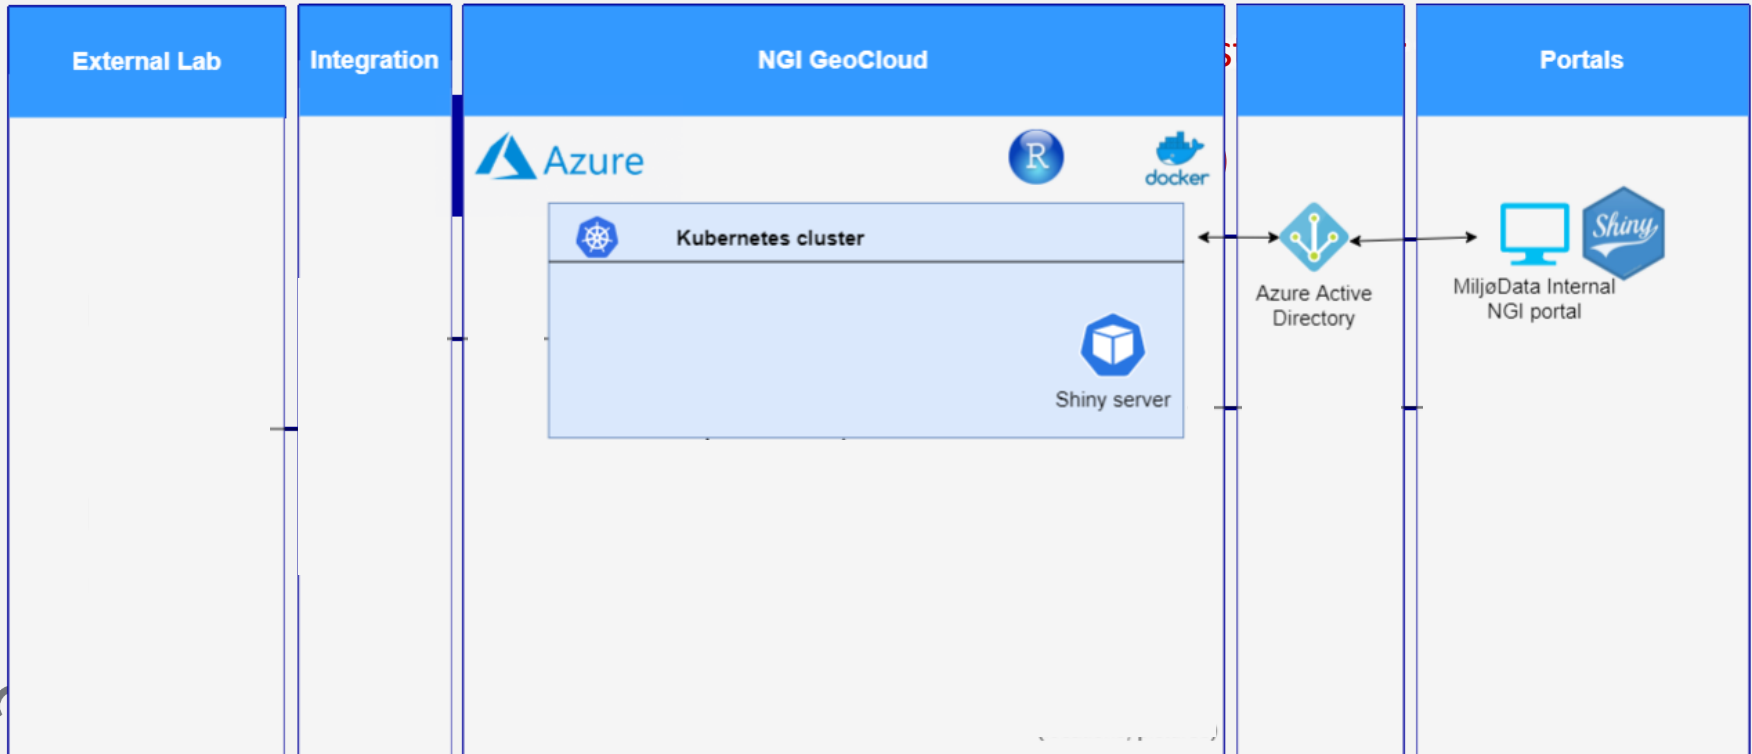 External Lab
Integration
NGI GeoCloud
Portals
Azure
R
docker
Kubernetes cluster
Shiny server
Azure Active
Directory
Shiny
MiljøData Internal
NGI portal